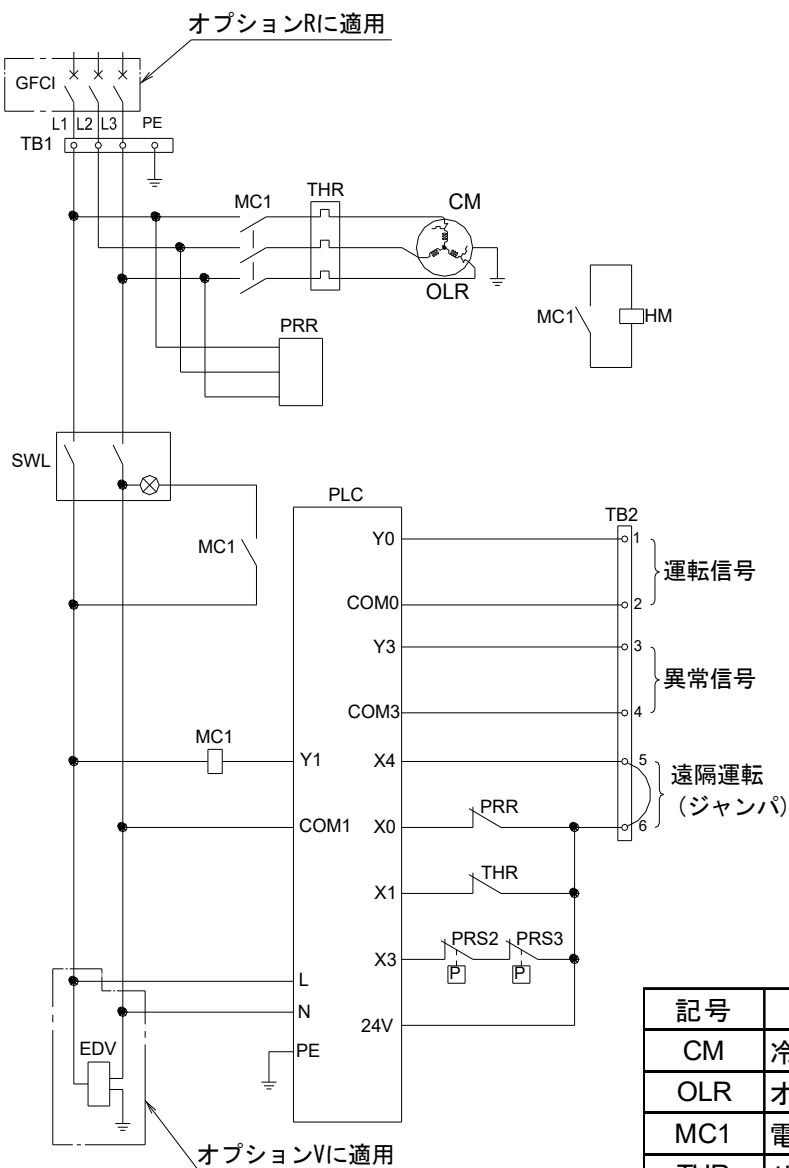 オプションRに適用
GFCI
L1 L2 L3 PE
TB1
MC1 THR CM
OLR
PRR
MC1 HM
SWL
MC1
PLC
TB2
Y0 1
運転信号
COM0 2
Y3 3
異常信号
COM3 4
MC1
Y1 X4 5
遠隔運転
(ジャンパ)
PRR
COM1 X0 6
THR
X1
PRS2 PRS3
X3
P P
L
N
24V
EDV
PE
オプションVに適用
記号
CM 冷
OLR オ
MC1 電